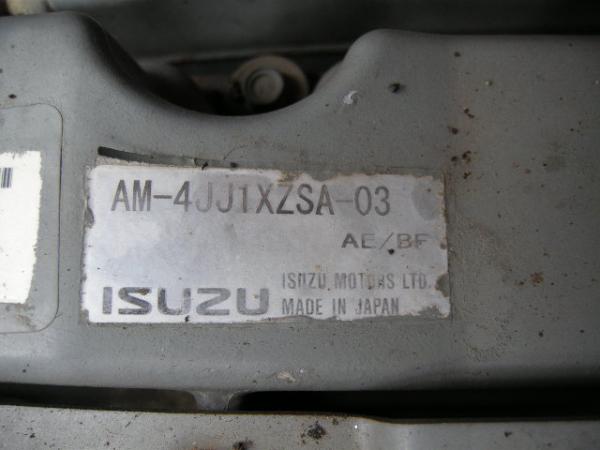 AM-4JJ1XZSA-03
AE/BF
ISUZU MOTORS LTD.
ISUZU MADE IN JAPAN